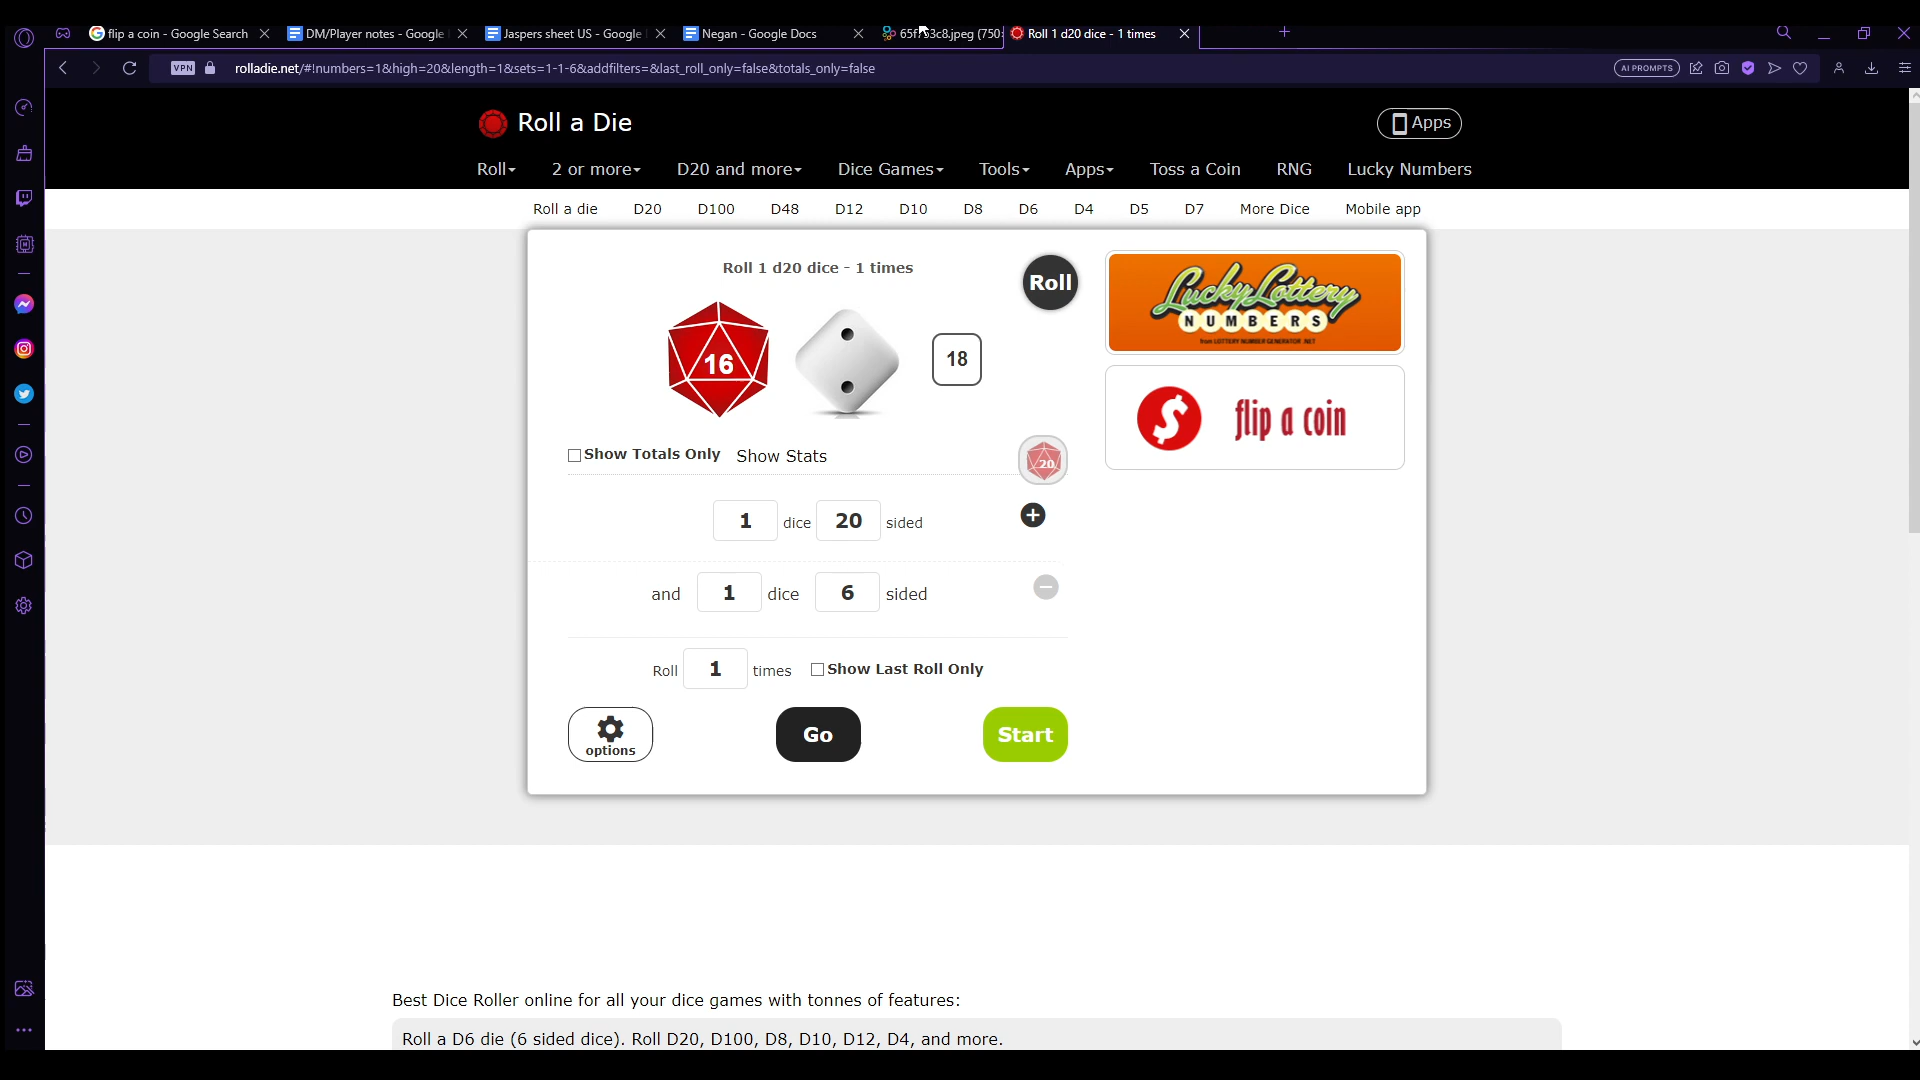 flip a coin - Google Search
DM/Player notes - Google
Jaspers sheet US - Google
Negan - Google Docs
Roll 1 d20 dice - 1 times
VPN
rolladie.net/#!numbers=1&high=20&length=1&sets=1-1-6&addfilters=&last_roll_only=false&totals_only=false
AI PROMPTS
Roll a Die
Apps
Roll
2 or more
D20 and more
Dice Games
Tools
Apps
Toss a Coin
RNG
Lucky Numbers
Roll a die
D20
D100
D48
D12
D10
D8
D6
D4
D5
D7
More Dice
Mobile app
Roll 1 d20 dice - 1 times
Roll
16
18
Lucky Lottery
NUMBERS
from LOTTERY NUMBER GENERATOR .NET
$ flip a coin
Show Totals Only
Show Stats
20
1 dice 20 sided
and 1 dice 6 sided
Roll 1 times
Show Last Roll Only
options
Go
Start
Best Dice Roller online for all your dice games with tonnes of features:
Roll a D6 die (6 sided dice). Roll D20, D100, D8, D10, D12, D4, and more.